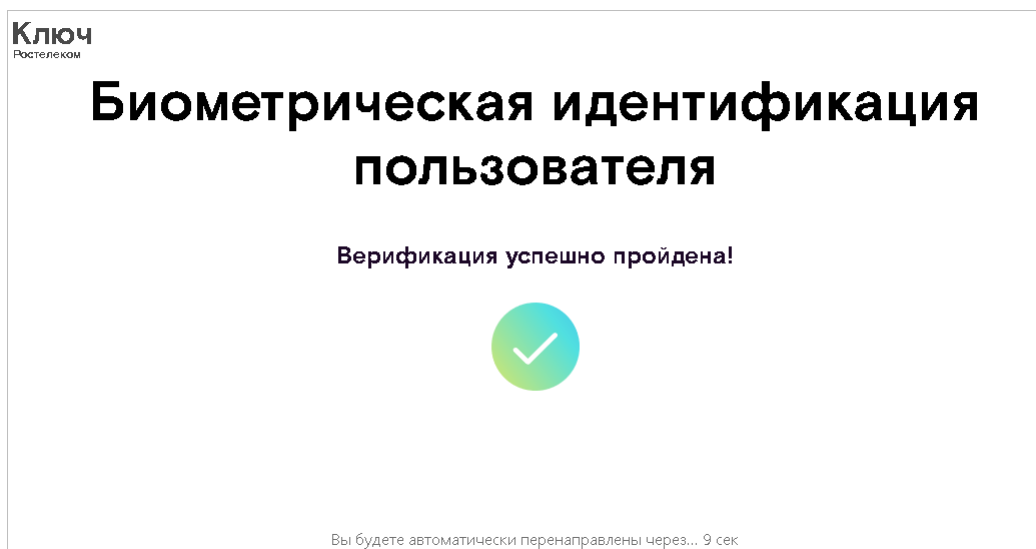 Ключ
Ростелеком
Биометрическая идентификация
пользователя
Верификация успешно пройдена!
Вы будете автоматически перенаправлены через... 9 сек